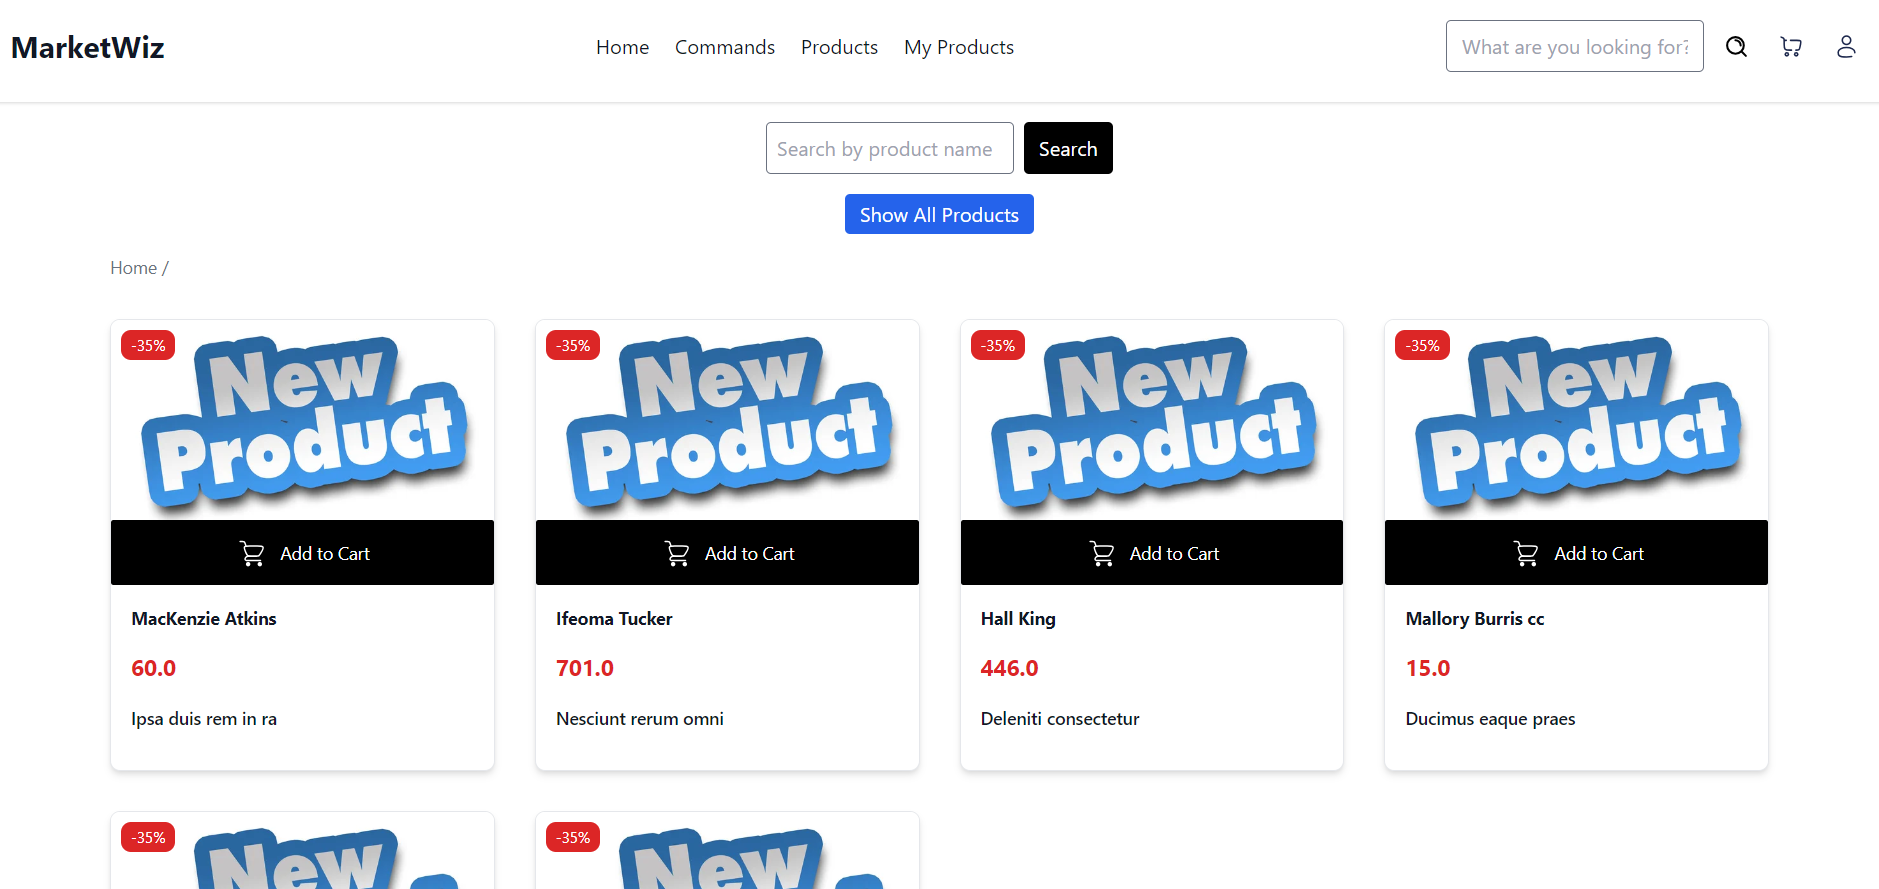 MarketWiz
Home Commands Products My Products
What are you looking for?
Search by product name Search
Show All Products
Home /
-35% -35% -35% -35%
New New New New
Product Product Product Product
Add to Cart Add to Cart Add to Cart Add to Cart
MacKenzie Atkins Ifeoma Tucker Hall King Mallory Burris cc
60.0 701.0 446.0 15.0
Ipsa duis rem in ra Nesciunt rerum omni Deleniti consectetur Ducimus eaque praes
-35% -35%
New New